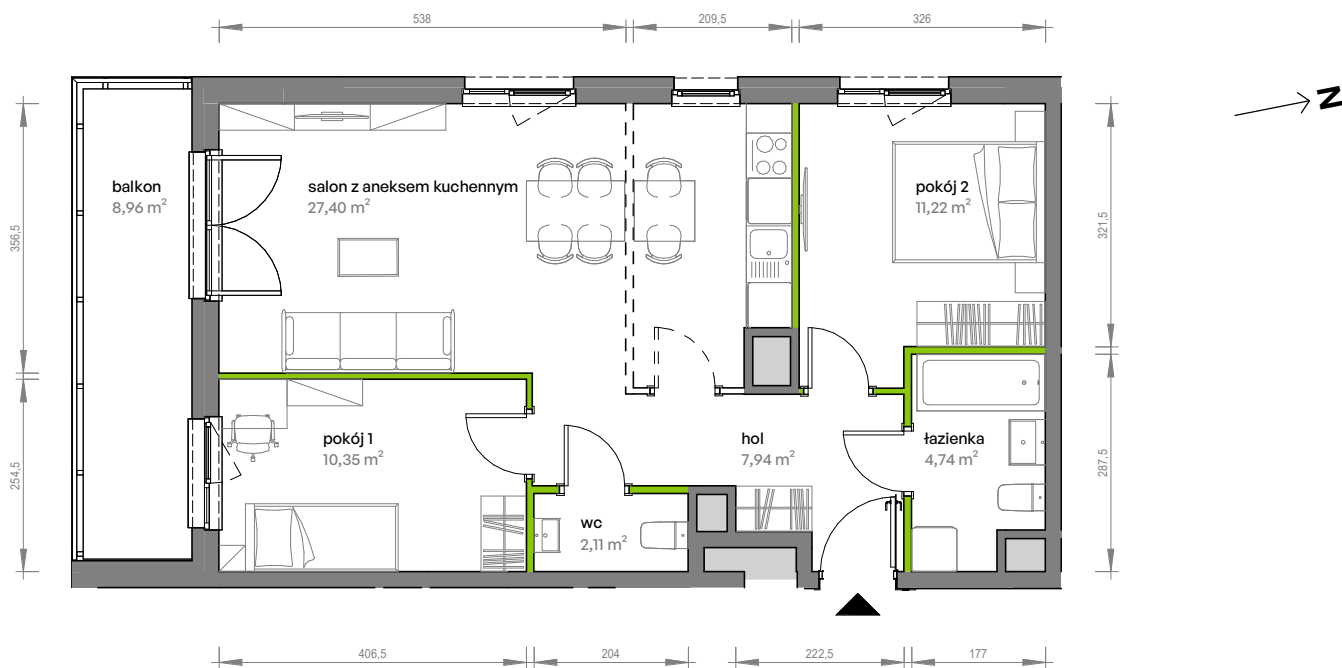 538
209,5
326
N
balkon
8,96 m²
salon z aneksem kuchennym
27,40 m²
pokój 2
11,22 m²
356,5
321,5
pokój 1
10,35 m²
hol
7,94 m²
łazienka
4,74 m²
254,5
287,5
wc
2,11 m²
406,5
204
222,5
177